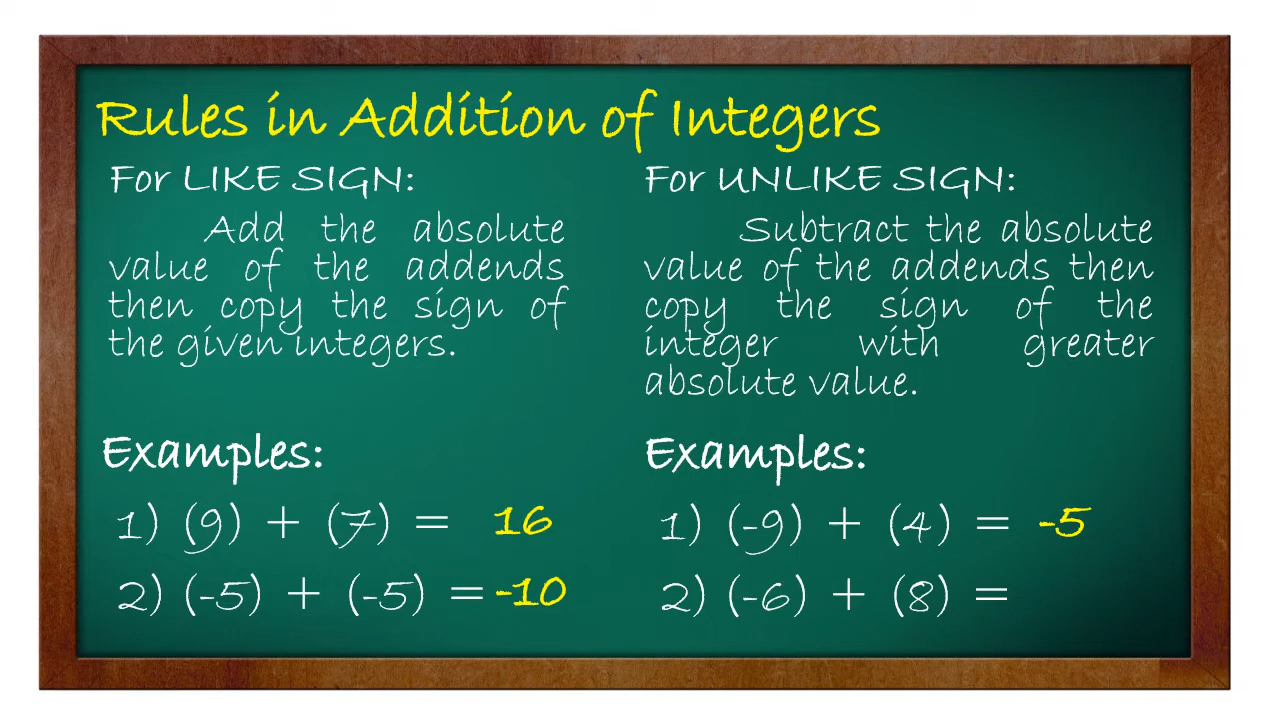 Rules in Addition of Integers
For LIKE SIGN:
Add the absolute
value of the addends
then copy the sign of
the given integers.
Examples:
1) (9) + (7) = 16
2) (-5) + (-5) = -10
For UNLIKE SIGN:
Subtract the absolute
value of the addends then
copy the sign of the
integer with greater
absolute value.
Examples:
1) (-9) + (4) = -5
2) (-6) + (8) =